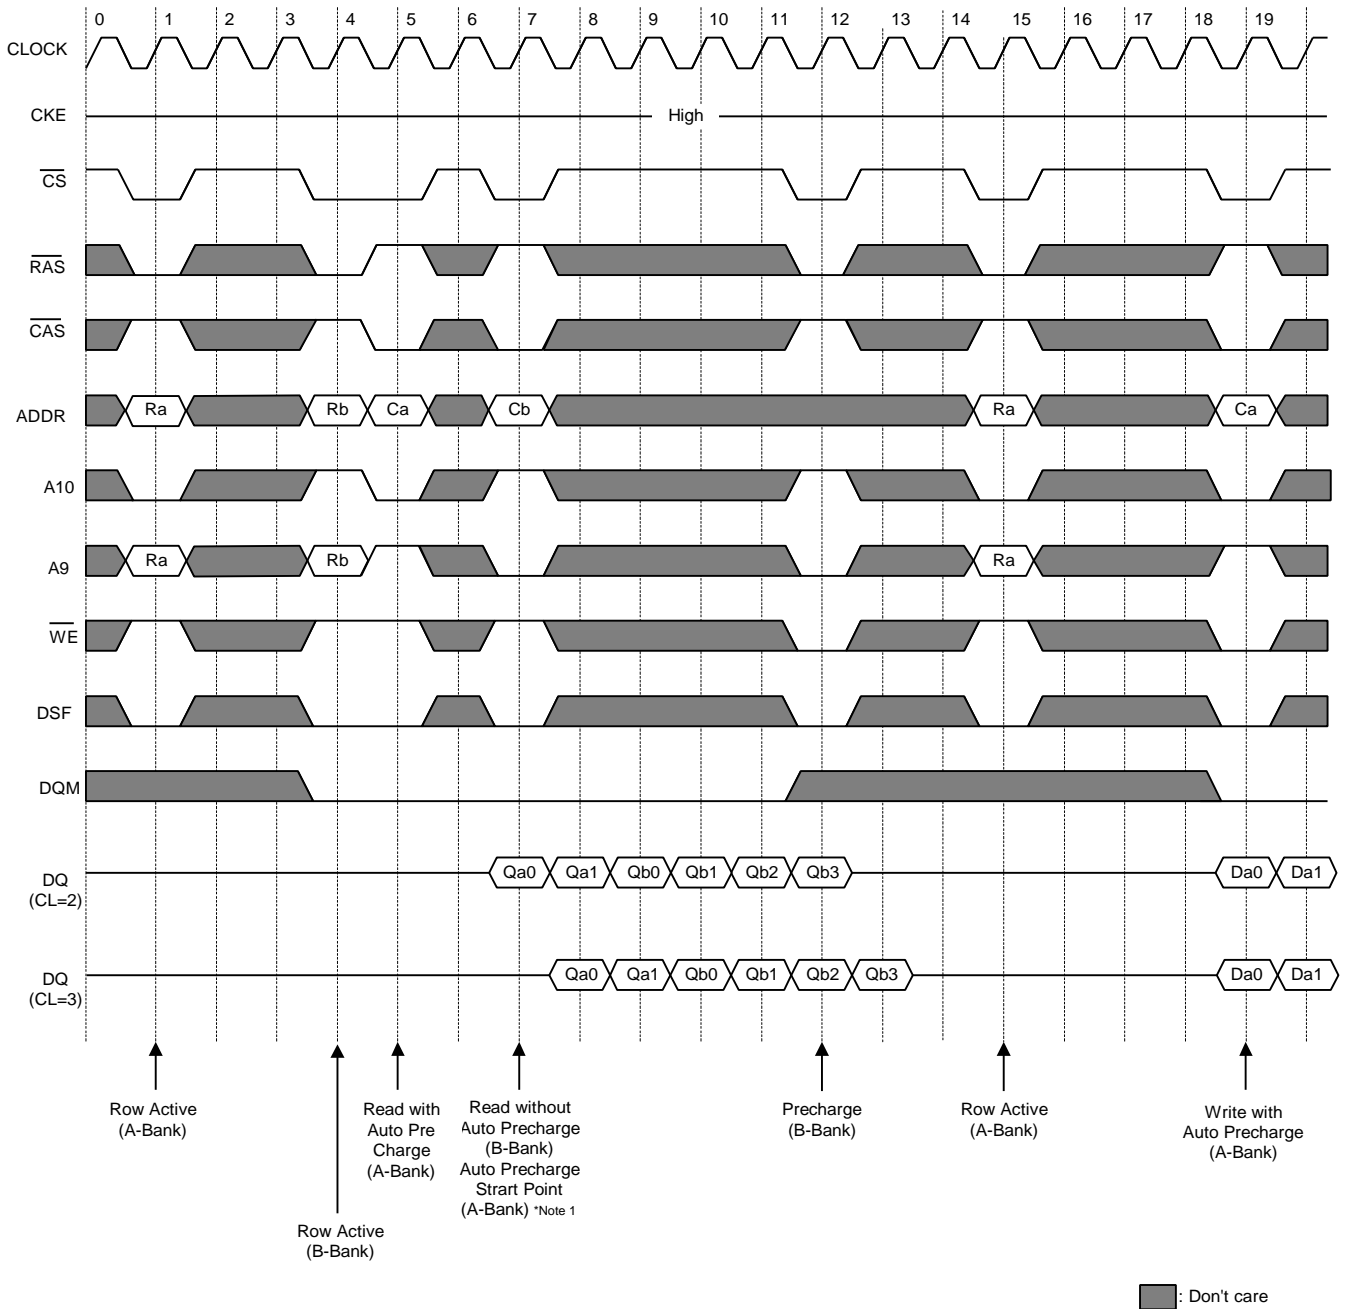 0 1 2 3 4 5 6 7 8 9 10 11 12 13 14 15 16 17 18 19
CLOCK
CKE High
CS
RAS
CAS
ADDR Ra Rb Ca Cb Ra Ca
A10
A9 Ra Rb Ra
WE
DSF
DQM
DQ
(CL=2)
Qa0 Qa1 Qb0 Qb1 Qb2 Qb3 Da0 Da1
DQ
(CL=3)
Qa0 Qa1 Qb0 Qb1 Qb2 Qb3 Da0 Da1
Row Active
(A-Bank)
Row Active
(B-Bank)
Read with
Auto Pre
Charge
(A-Bank)
Read without
Auto Precharge
(B-Bank)
Auto Precharge
Strart Point
(A-Bank) *Note 1
Precharge
(B-Bank)
Row Active
(A-Bank)
Write with
Auto Precharge
(A-Bank)
: Don't care